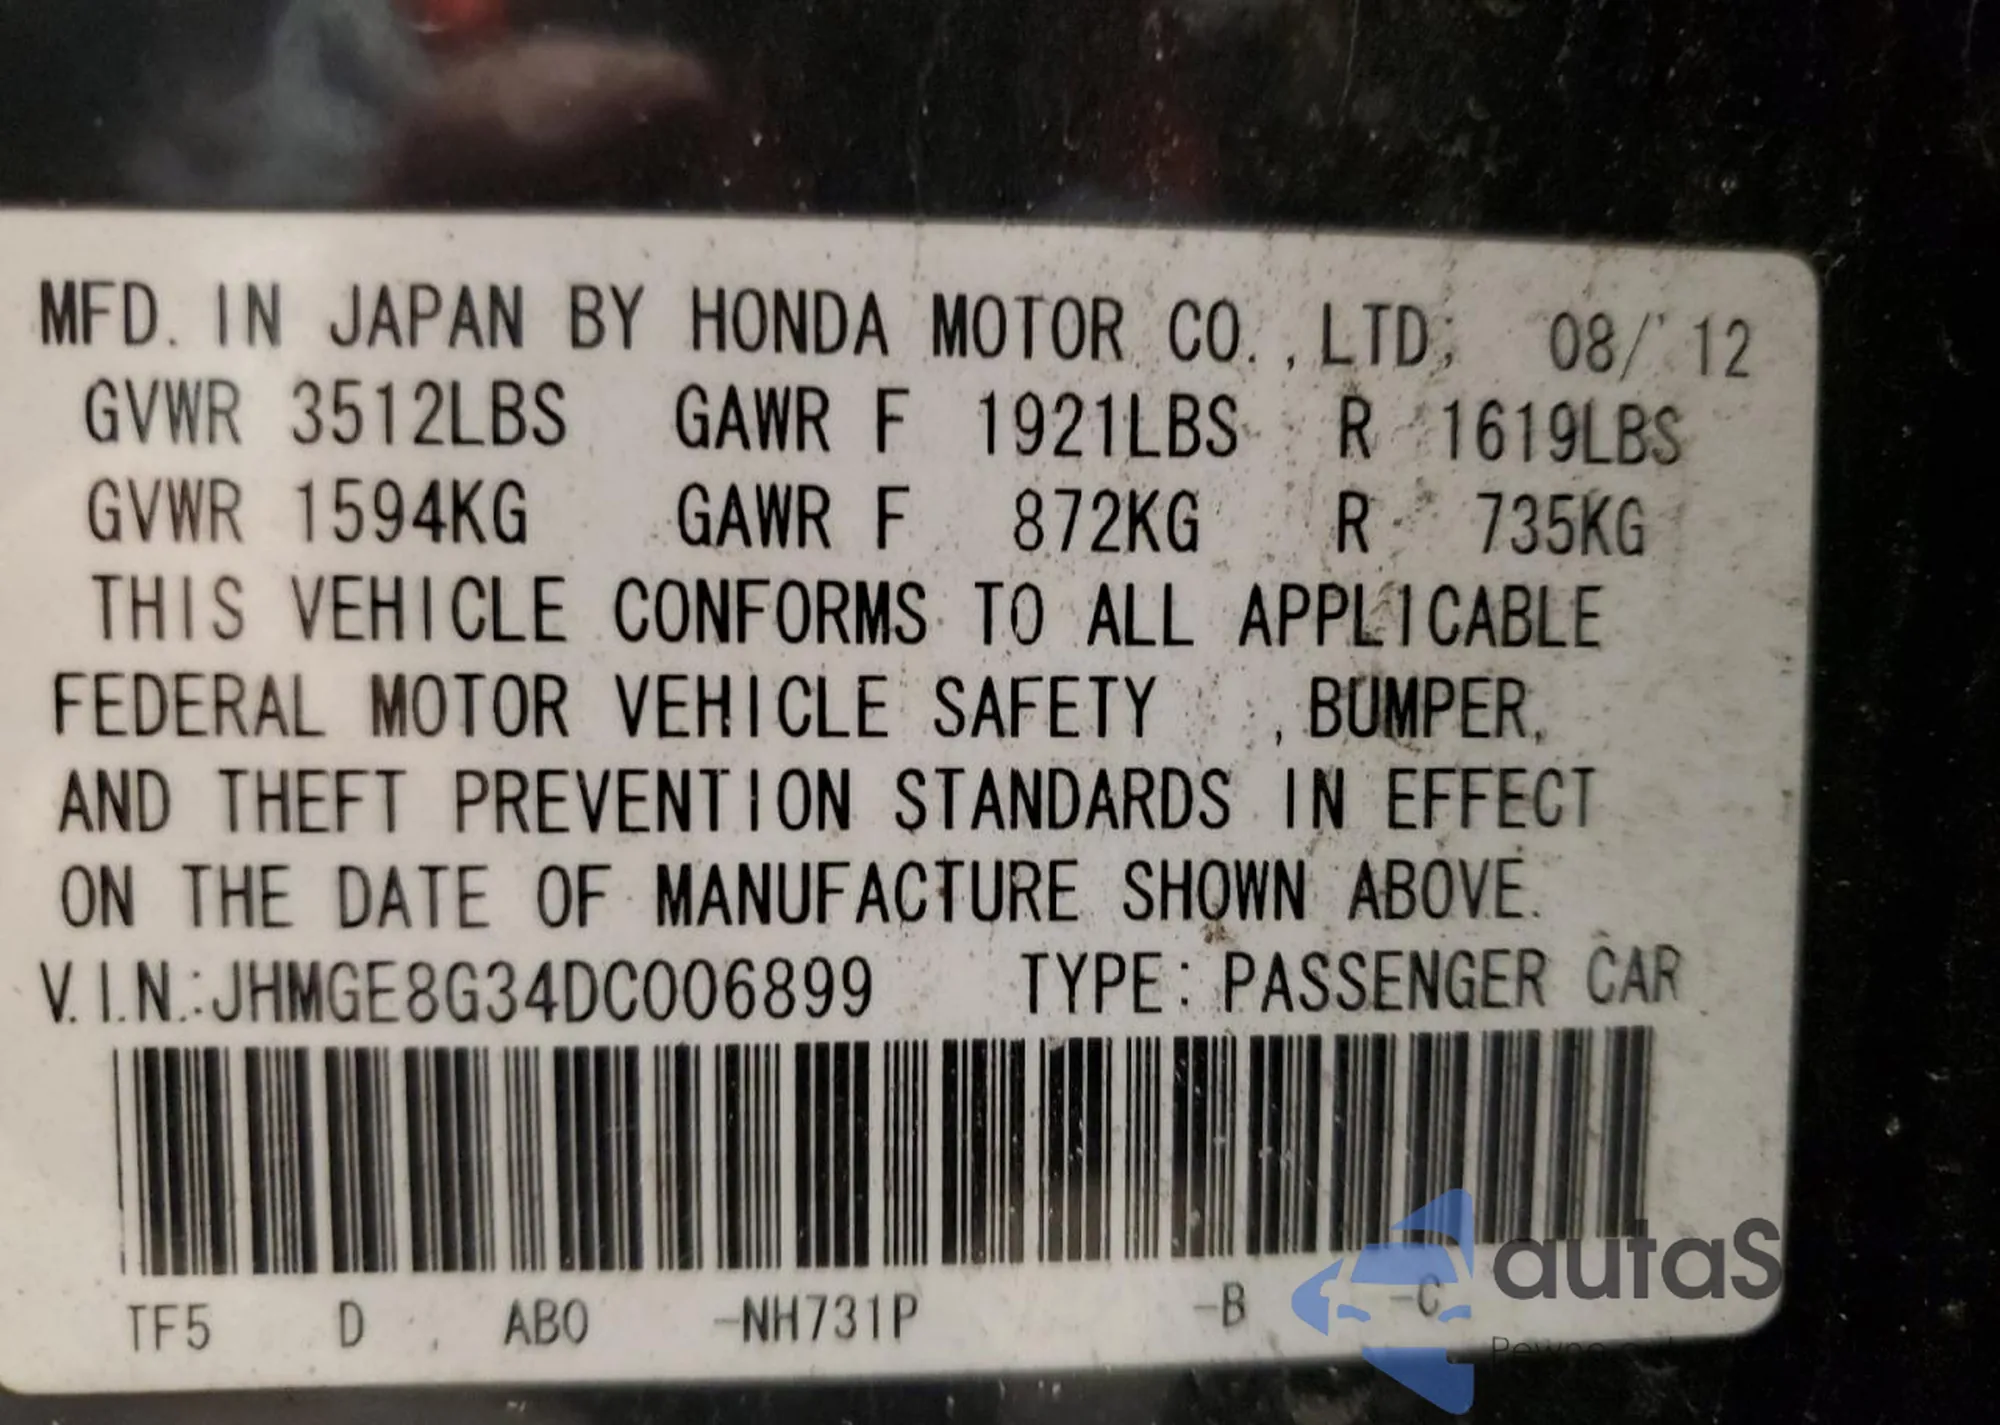 MFD. IN JAPAN BY HONDA MOTOR CO.,LTD; 08/'12
GVWR 3512LBS GAWR F 1921LBS R 1619LBS
GVWR 1594KG GAWR F 872KG R 735KG
THIS VEHICLE CONFORMS TO ALL APPLICABLE
FEDERAL MOTOR VEHICLE SAFETY , BUMPER,
AND THEFT PREVENTION STANDARDS IN EFFECT
ON THE DATE OF MANUFACTURE SHOWN ABOVE.
V.I.N.:JHMGE8G34DC006899 TYPE: PASSENGER CAR
TF5 D AB0 -NH731P -B -C
autaS